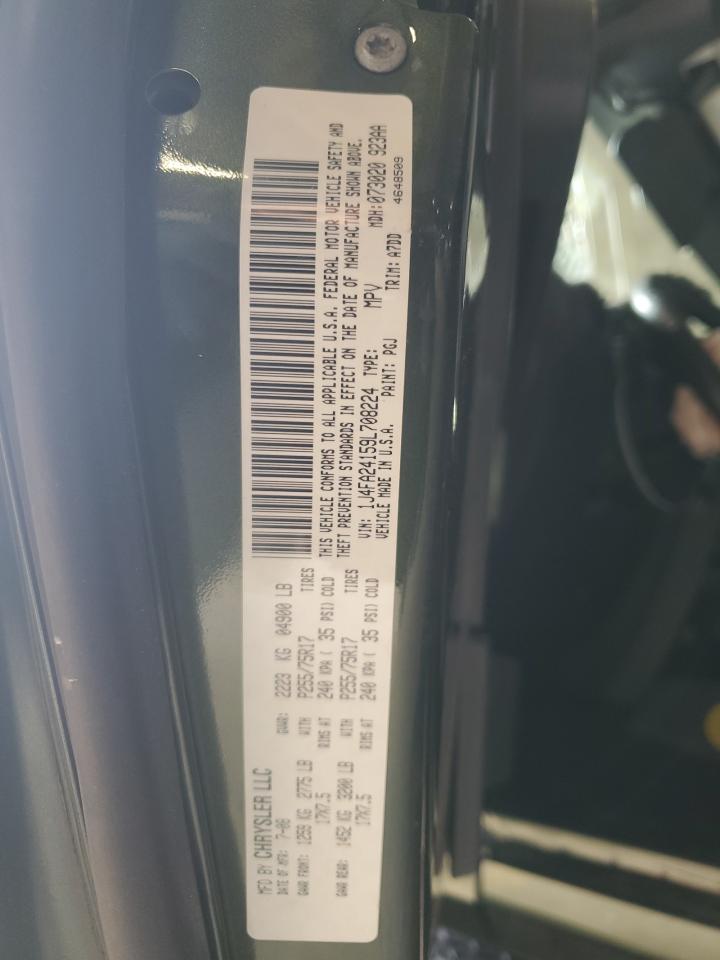 MFD BY CHRYSLER LLC
DATE OF MFR: 7-08 GVWR: 2223 KG 04900 LB
GAWR FRONT: 1259 KG 2775 LB WITH P255/75R17 TIRES
17X7.5 RIMS AT 240 KPA ( 35 PSI) COLD
GAWR REAR: 1452 KG 3200 LB WITH P255/75R17 TIRES
17X7.5 RIMS AT 240 KPA ( 35 PSI) COLD
THIS VEHICLE CONFORMS TO ALL APPLICABLE U.S.A. FEDERAL MOTOR VEHICLE SAFETY AND
THEFT PREVENTION STANDARDS IN EFFECT ON THE DATE OF MANUFACTURE SHOWN ABOVE.
VIN: 1J4FA24159L708224 TYPE: MPV MDH:073020 923AA
VEHICLE MADE IN U.S.A. PAINT: PGJ TRIM: A7DD 4648509